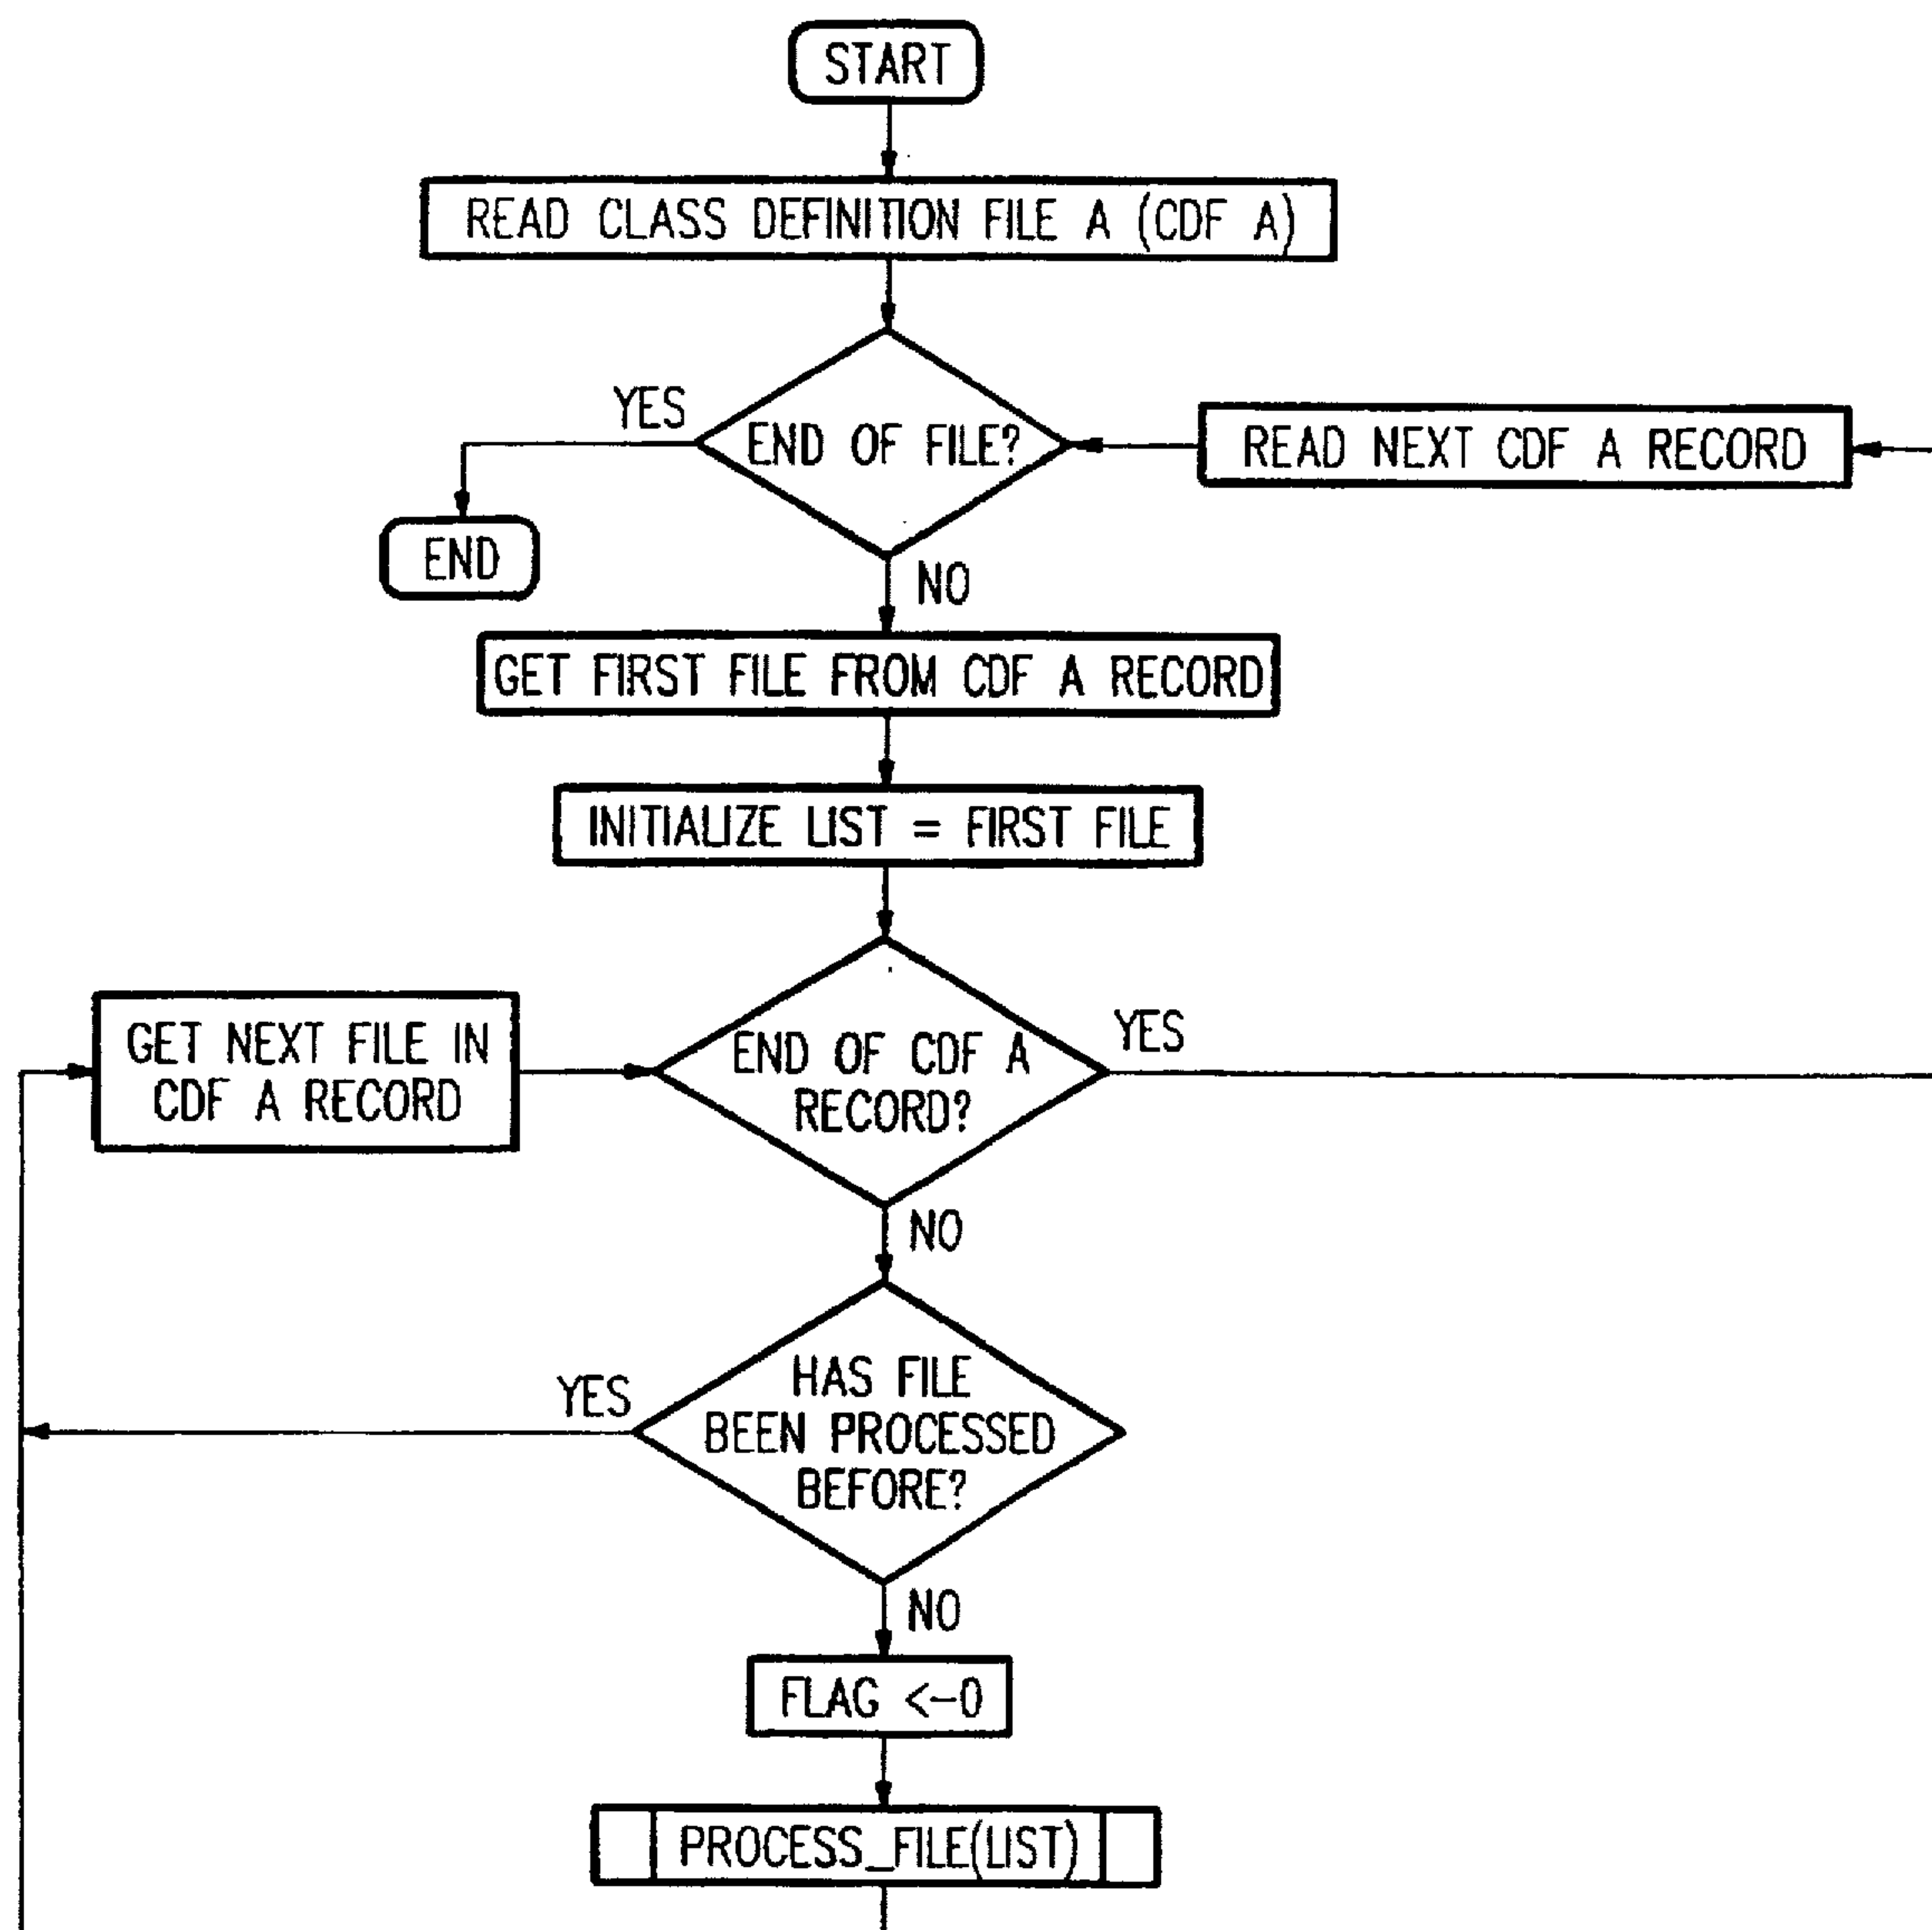 START
READ CLASS DEFINITION FILE A (CDF A)
YES
END OF FILE?
READ NEXT CDF A RECORD
END
NO
GET FIRST FILE FROM CDF A RECORD
INITIALIZE LIST = FIRST FILE
GET NEXT FILE IN
CDF A RECORD
END OF CDF A
RECORD?
YES
NO
YES
HAS FILE
BEEN PROCESSED
BEFORE?
NO
FLAG <-0
PROCESS_FILE(LIST)